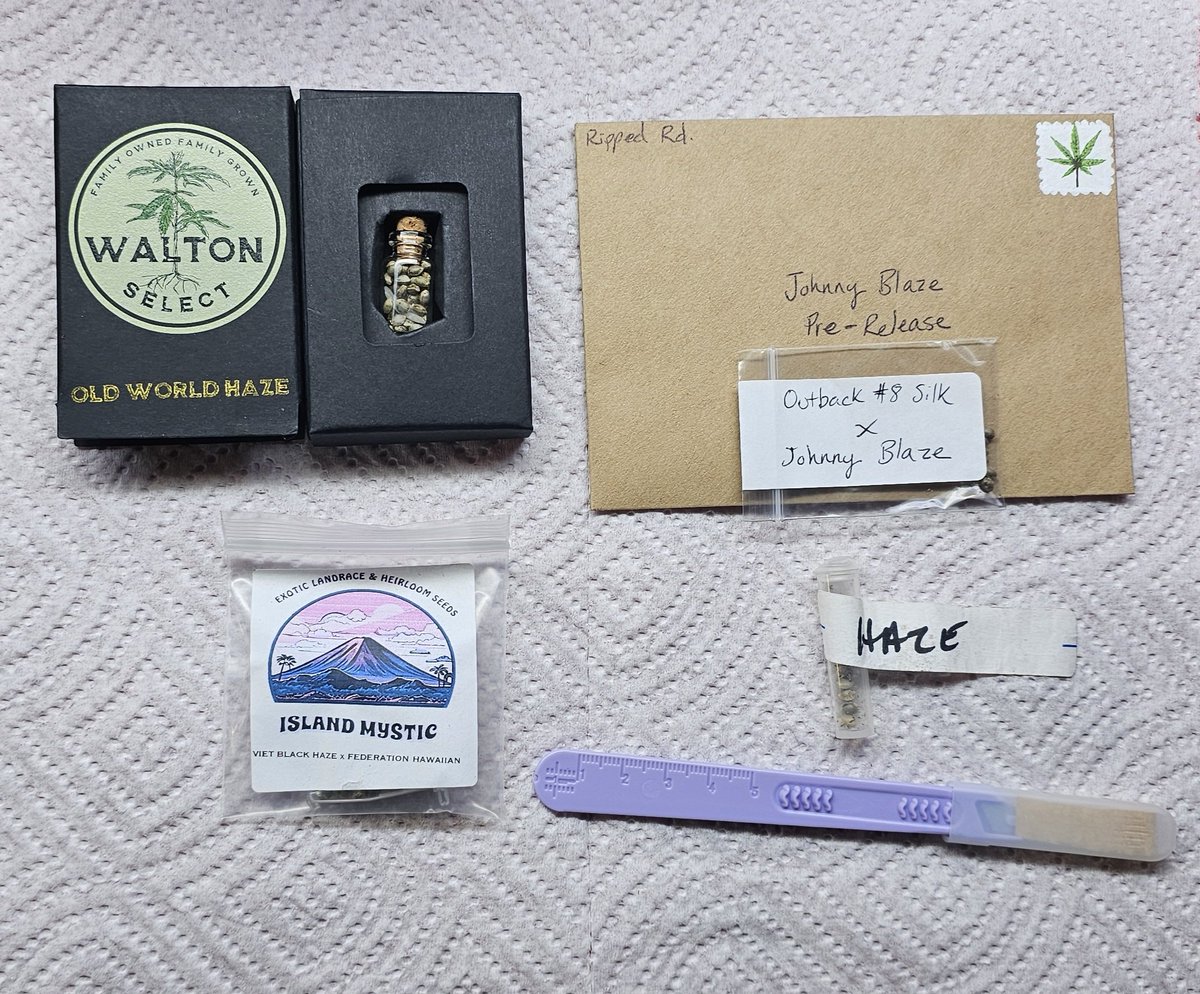 FAMILY OWNED FAMILY GROWN
WALTON
SELECT
OLD WORLD HAZE
Ripped Rd.
Johnny Blaze
Pre-Release
Outback #8 Silk
x
Johnny Blaze
EXOTIC LANDRACE & HEIRLOOM SEEDS
ISLAND MYSTIC
VIET BLACK HAZE x FEDERATION HAWAIIAN
HAZE
1 2 3 4 5